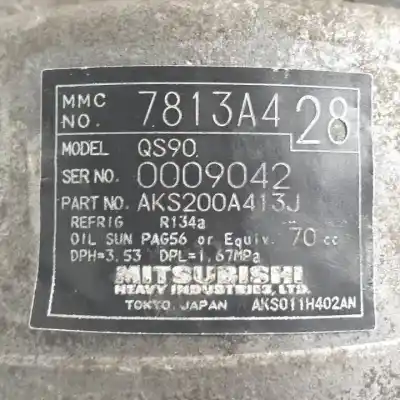 MMC NO. 7813A428
MODEL QS90
SER NO. 0009042
PART NO. AKS200A413J
REFRIG R134a
OIL SUN PAG56 or Equiv. 70 cc
DPH=3.53 DPL=1.67MPa
MITSUBISHI
HEAVY INDUSTRIES, LTD.
TOKYO, JAPAN AKS011H402AN